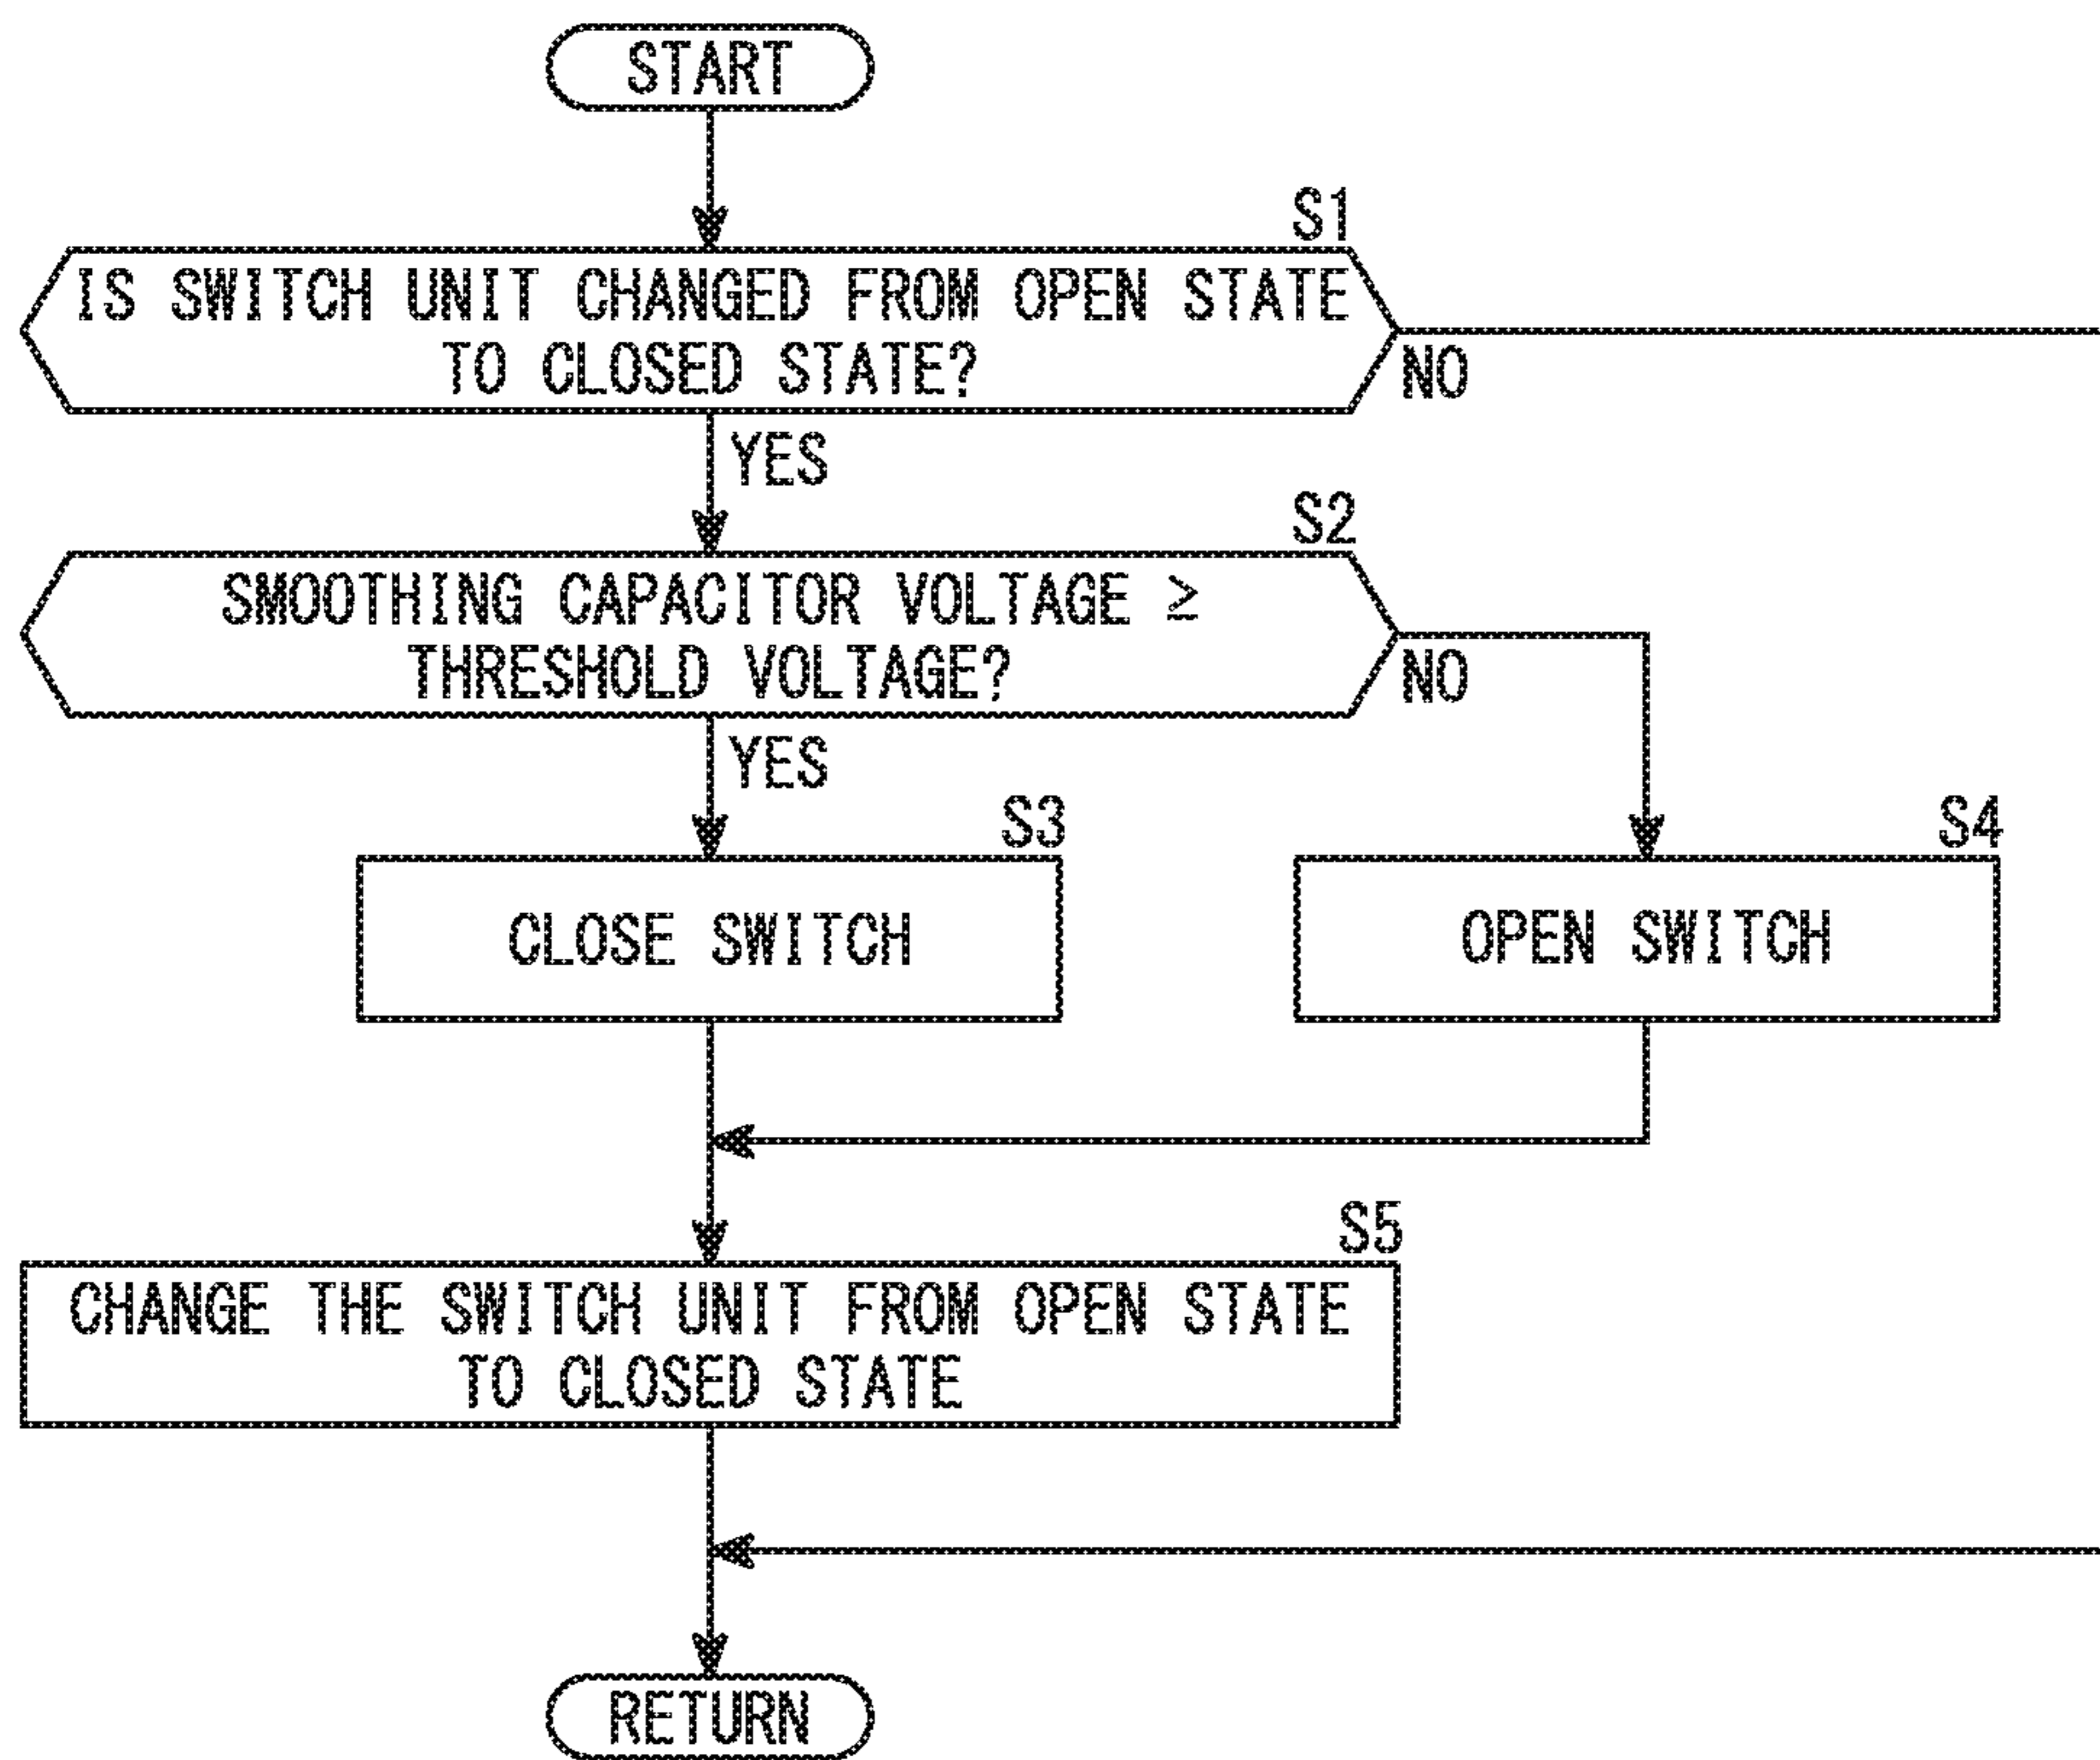 START
S1
IS SWITCH UNIT CHANGED FROM OPEN STATE
TO CLOSED STATE?
NO
YES
S2
SMOOTHING CAPACITOR VOLTAGE ≥
THRESHOLD VOLTAGE?
NO
YES
S3
CLOSE SWITCH
S4
OPEN SWITCH
S5
CHANGE THE SWITCH UNIT FROM OPEN STATE
TO CLOSED STATE
RETURN